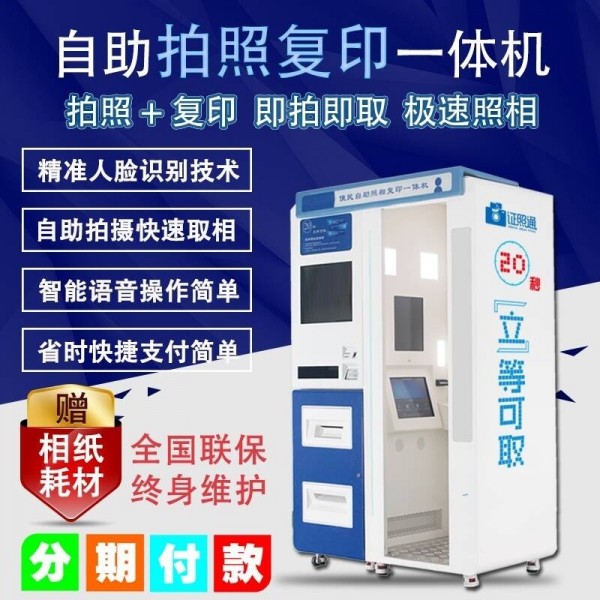 自助拍照复印一体机
拍照+复印 即拍即取 极速照相
精准人脸识别技术
自助拍摄快速取相
智能语音操作简单
省时快捷支付简单
便民自助照相复印一体机
证照通
20秒
「立」等可取
赠
相纸
耗材
全国联保
终身维护
分期付款